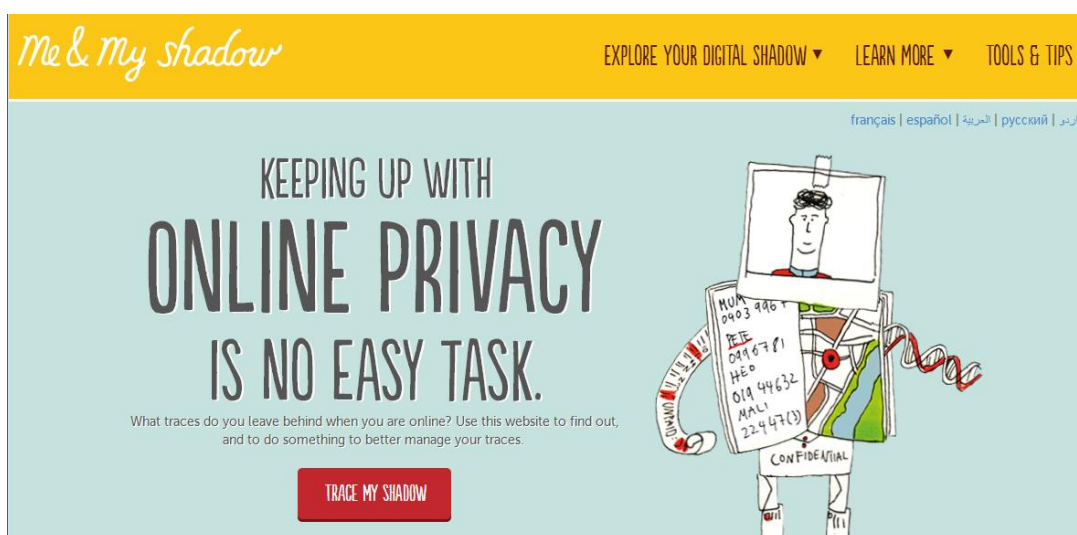 Me & My Shadow
EXPLORE YOUR DIGITAL SHADOW ▼ LEARN MORE ▼ TOOLS & TIPS
français | español | العربية | русский | اردو
KEEPING UP WITH
ONLINE PRIVACY
IS NO EASY TASK.
What traces do you leave behind when you are online? Use this website to find out,
and to do something to better manage your traces.
TRACE MY SHADOW
MUM
0403 996
PETE
0996781
019 44632
MALI
22447(3)
CONFIDENTIAL